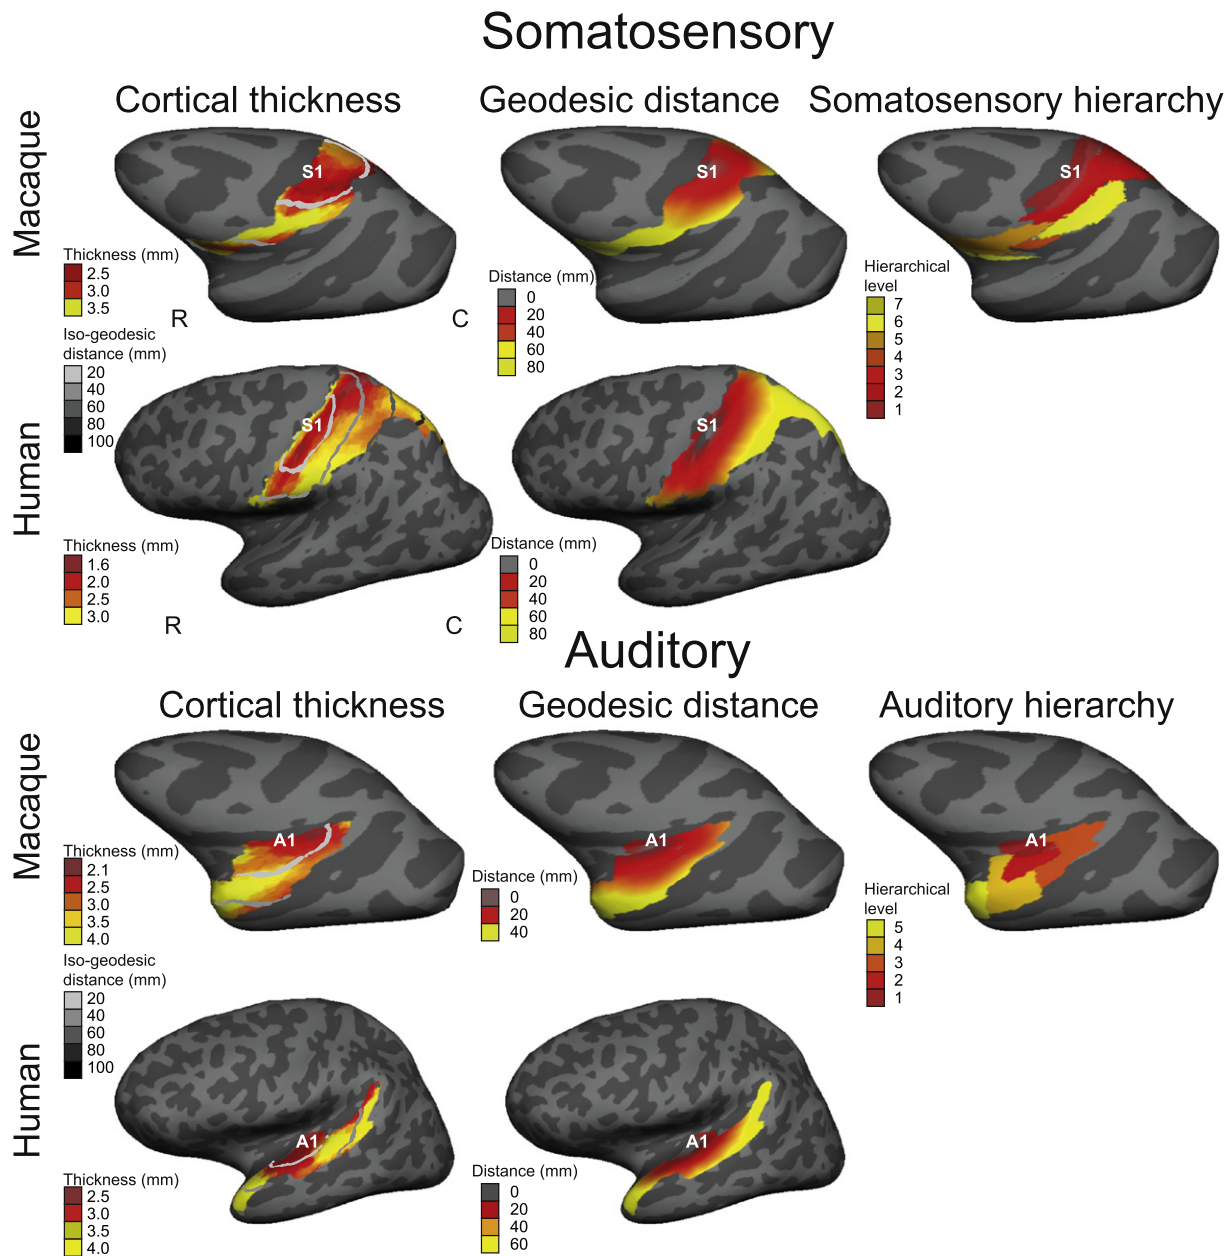 Somatosensory
Cortical thickness
Geodesic distance
Somatosensory hierarchy
Macaque
S1
S1
S1
Thickness (mm)
2.5
3.0
3.5
R
C
Distance (mm)
0
20
40
60
80
Hierarchical
level
7
6
5
4
3
2
1
Iso-geodesic
distance (mm)
20
40
60
80
100
Human
S1
S1
Thickness (mm)
1.6
2.0
2.5
3.0
R
C
Distance (mm)
0
20
40
60
80
Auditory
Cortical thickness
Geodesic distance
Auditory hierarchy
Macaque
A1
A1
A1
Thickness (mm)
2.1
2.5
3.0
3.5
4.0
Distance (mm)
0
20
40
Hierarchical
level
5
4
3
2
1
Iso-geodesic
distance (mm)
20
40
60
80
100
Human
A1
A1
Thickness (mm)
2.5
3.0
3.5
4.0
Distance (mm)
0
20
40
60